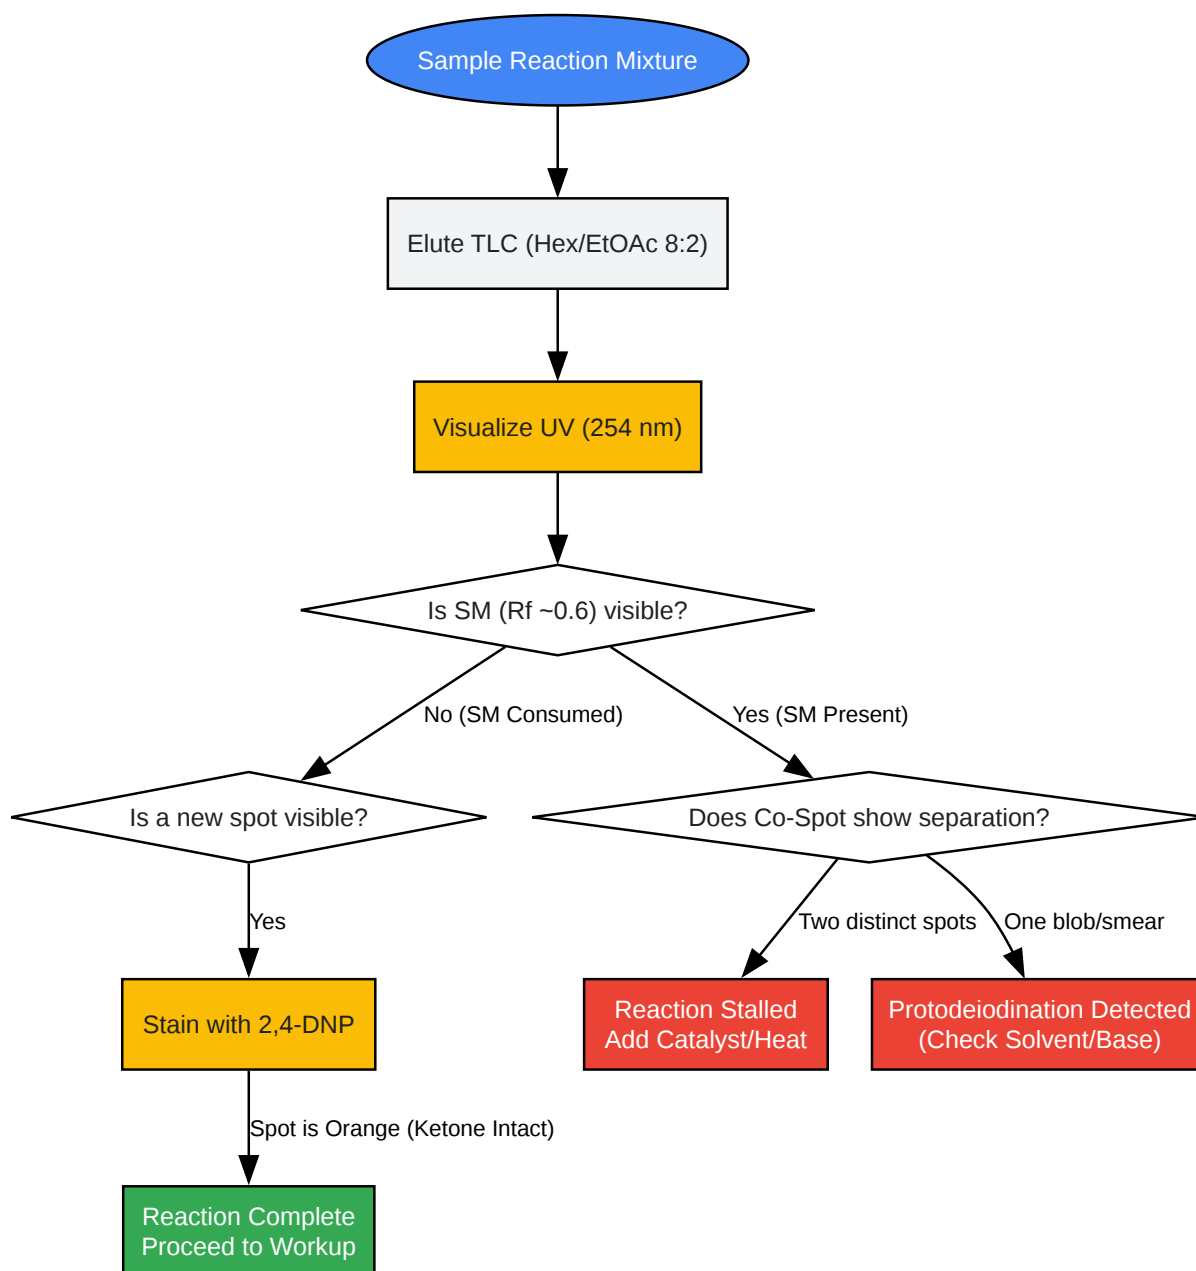 Sample Reaction Mixture
Elute TLC (Hex/EtOAc 8:2)
Visualize UV (254 nm)
Is SM (Rf ~0.6) visible?
No (SM Consumed)
Yes (SM Present)
Is a new spot visible?
Does Co-Spot show separation?
Yes
Two distinct spots
One blob/smear
Stain with 2,4-DNP
Reaction Stalled
Add Catalyst/Heat
Protodeiodination Detected
(Check Solvent/Base)
Spot is Orange (Ketone Intact)
Reaction Complete
Proceed to Workup